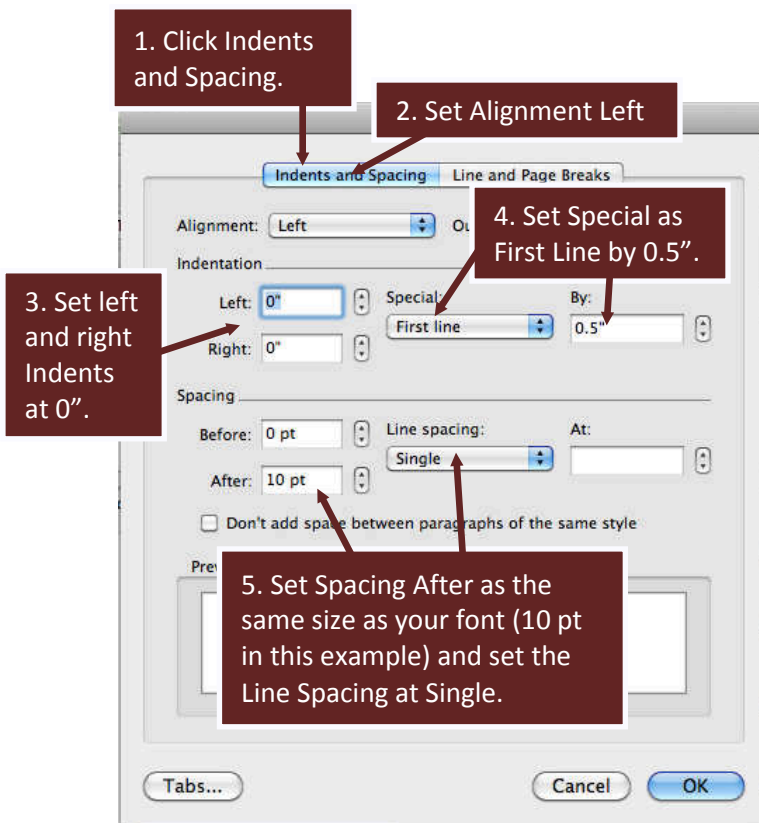 1. Click Indents
and Spacing.
2. Set Alignment Left
Indents and Spacing Line and Page Breaks
Alignment: Left
4. Set Special as
First Line by 0.5”.
Indentation
3. Set left
and right
Indents
at 0”.
Left: 0" Special: By:
First line 0.5"
Right: 0"
Spacing
Before: 0 pt Line spacing: At:
Single
After: 10 pt
Don't add space between paragraphs of the same style
5. Set Spacing After as the
same size as your font (10 pt
in this example) and set the
Line Spacing at Single.
Tabs... Cancel OK